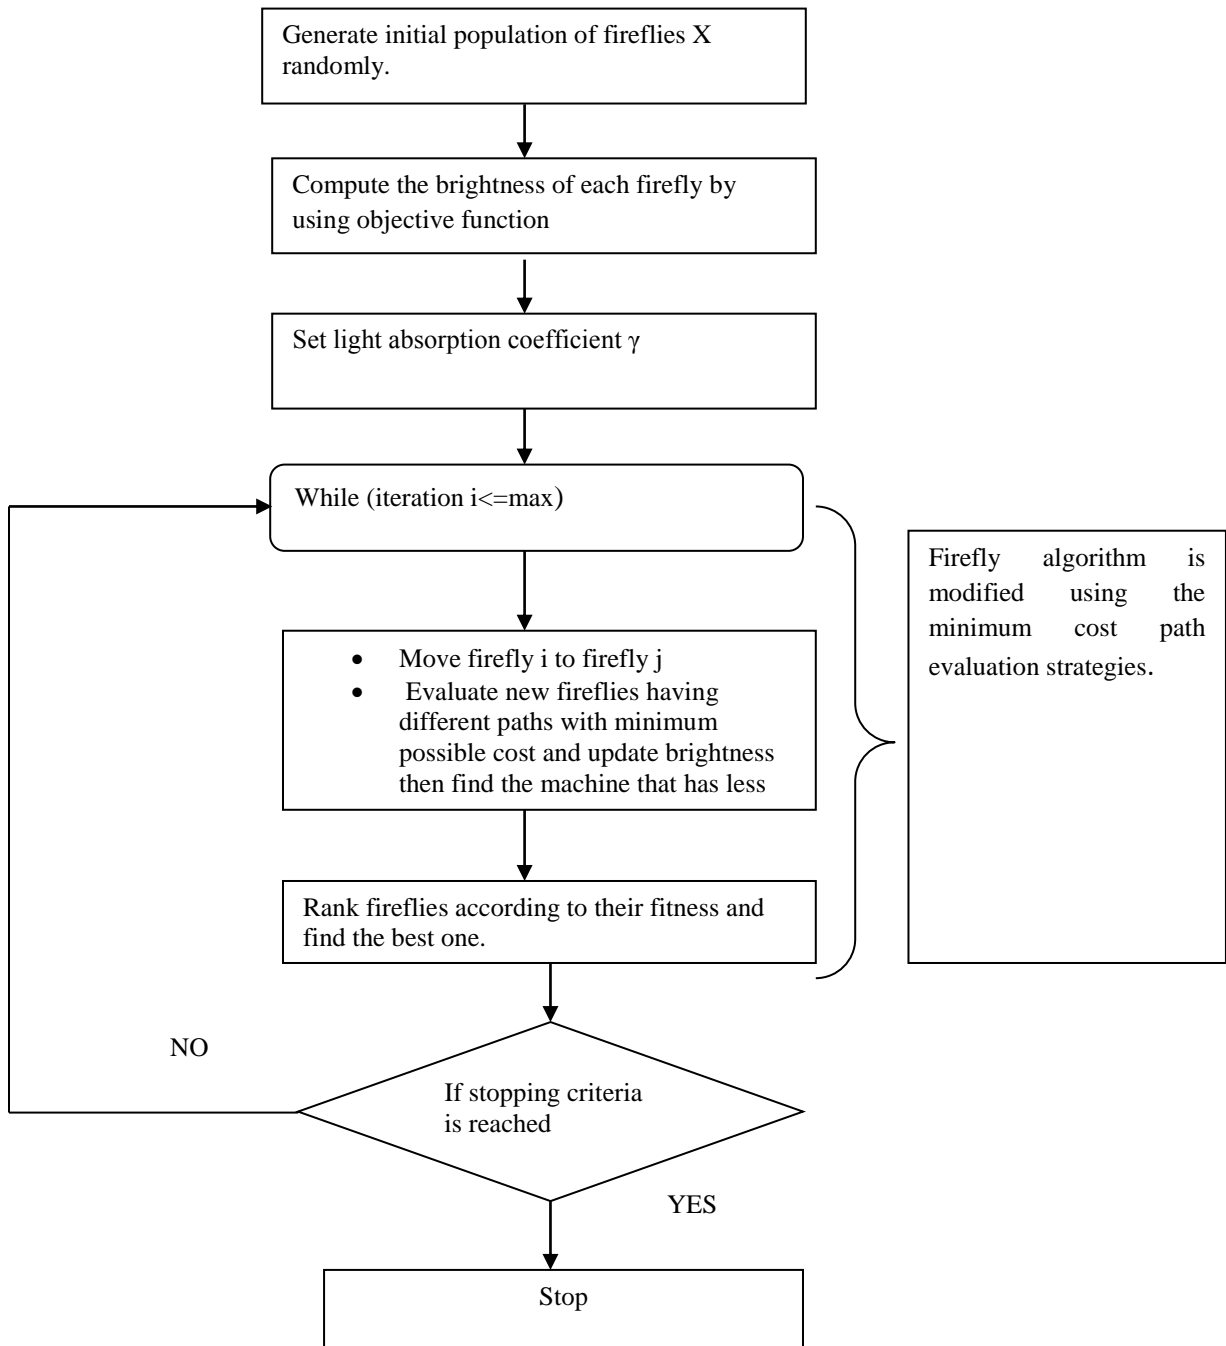 Generate initial population of fireflies X
randomly.
Compute the brightness of each firefly by
using objective function
Set light absorption coefficient γ
While (iteration i<=max)
• Move firefly i to firefly j
• Evaluate new fireflies having
different paths with minimum
possible cost and update brightness
then find the machine that has less
Firefly algorithm is
modified using the
minimum cost path
evaluation strategies.
Rank fireflies according to their fitness and
find the best one.
NO
If stopping criteria
is reached
YES
Stop